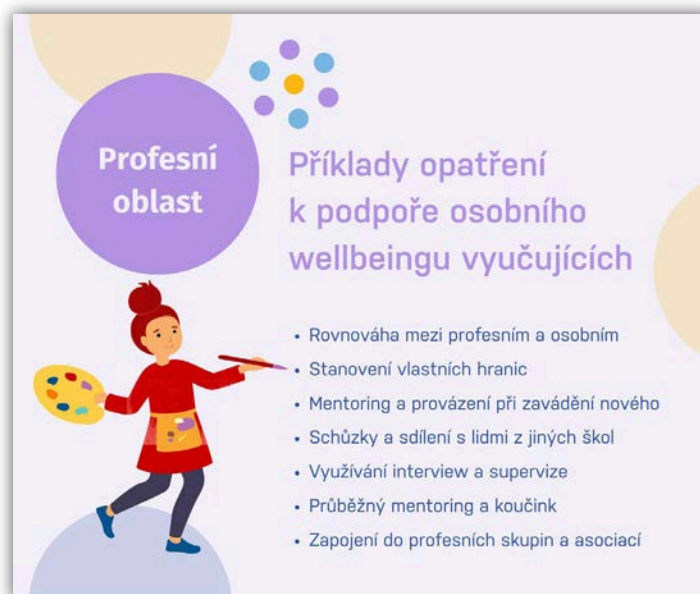 Profesní
oblast
Příklady opatření
k podpoře osobního
wellbeingu vyučujících
• Rovnováha mezi profesním a osobním
• Stanovení vlastních hranic
• Mentoring a provázení při zavádění nového
• Schůzky a sdílení s lidmi z jiných škol
• Využívání interview a supervize
• Průběžný mentoring a koučink
• Zapojení do profesních skupin a asociací